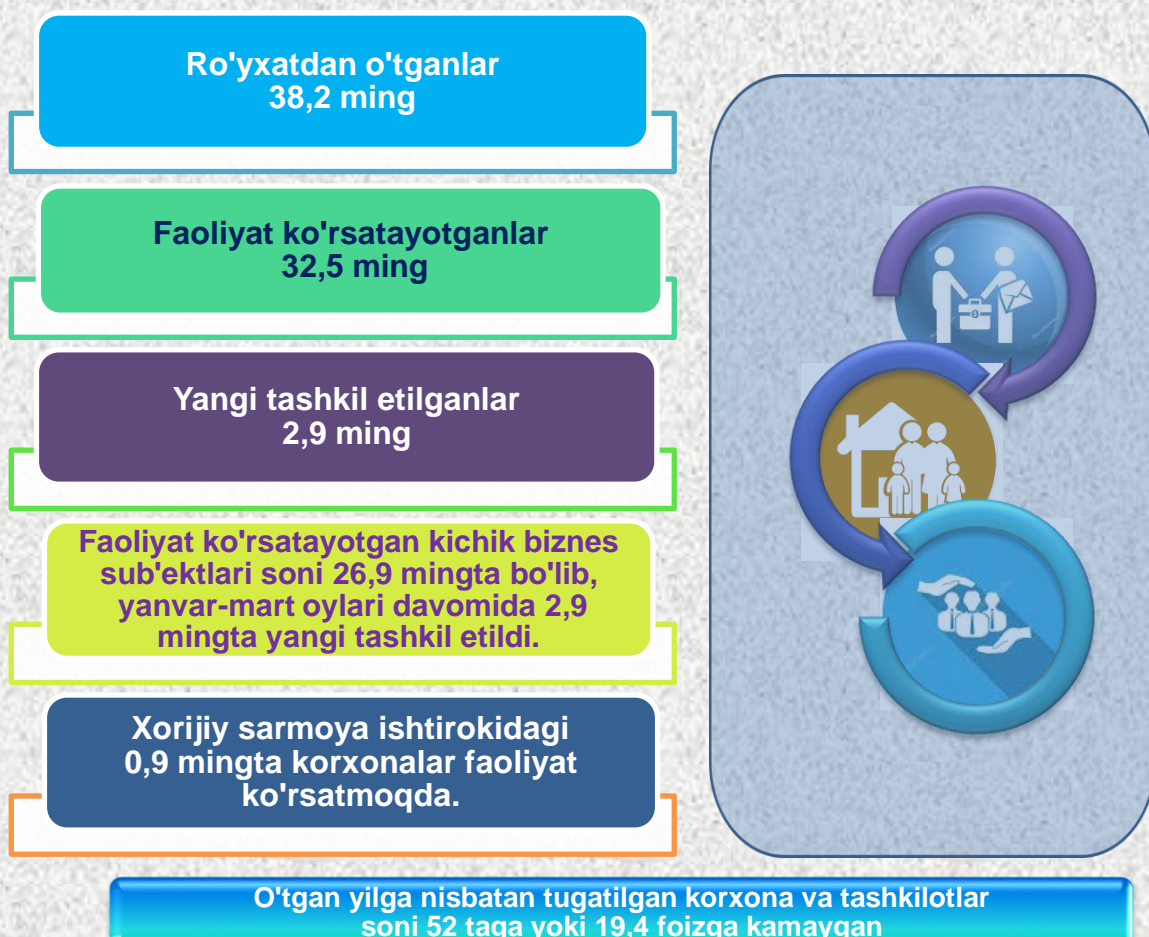 Ro'yxatdan o'tganlar
38,2 ming
Faoliyat ko'rsatayotganlar
32,5 ming
Yangi tashkil etilganlar
2,9 ming
Faoliyat ko'rsatayotgan kichik biznes
sub'ektlari soni 26,9 mingta bo'lib,
yanvar-mart oylari davomida 2,9
mingta yangi tashkil etildi.
Xorijiy sarmoya ishtirokidagi
0,9 mingta korxonalar faoliyat
ko'rsatmoqda.
O'tgan yilga nisbatan tugatilgan korxona va tashkilotlar
soni 52 taga yoki 19,4 foizga kamaygan